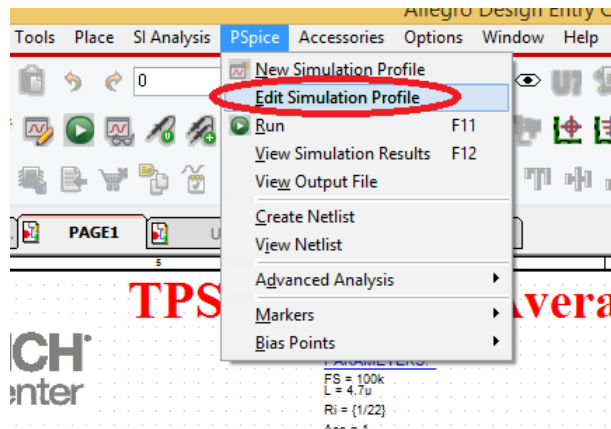 Allegro Design Entry C
Tools Place SI Analysis PSpice Accessories Options Window Help
0
New Simulation Profile
Edit Simulation Profile
Run F11
View Simulation Results F12
View Output File
Create Netlist
View Netlist
Advanced Analysis
Markers
Bias Points
PAGE1 U
5
TPS Avera
CH
enter
PARAMETERS:
FS = 100k
L = 4.7u
Ri = {1/22}